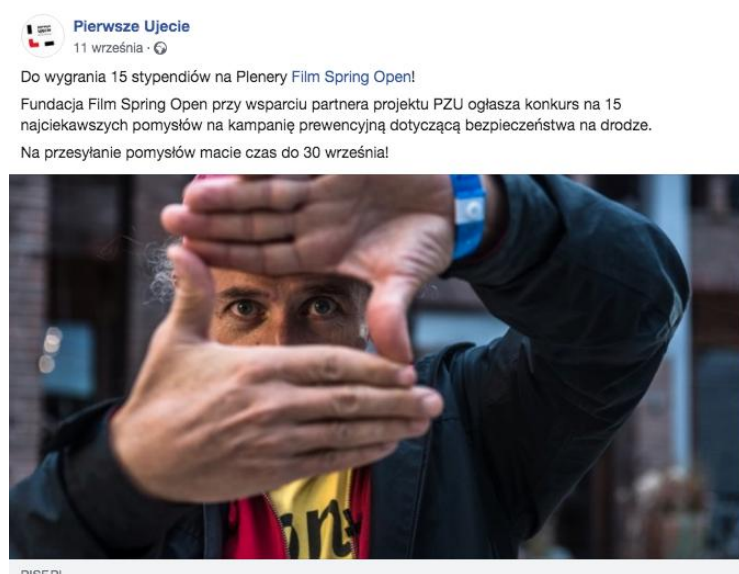 Pierwsze Ujecie
11 września
Do wygrania 15 stypendiów na Plenery Film Spring Open!
Fundacja Film Spring Open przy wsparciu partnera projektu PZU ogłasza konkurs na 15
najciekawszych pomysłów na kampanię prewencyjną dotyczącą bezpieczeństwa na drodze.
Na przesyłanie pomysłów macie czas do 30 września!